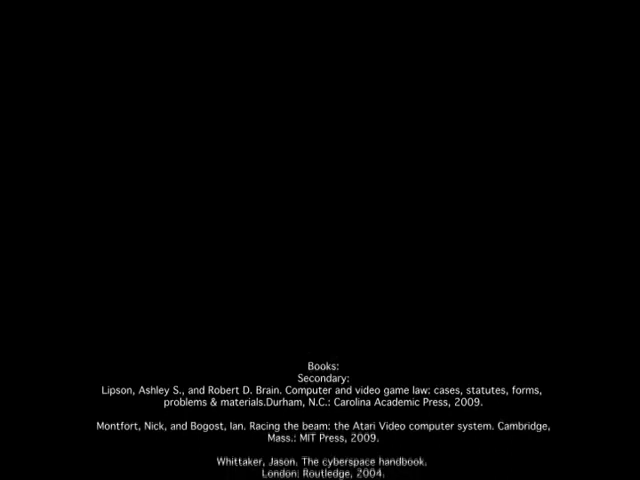 Books:
Secondary:
Lipson, Ashley S., and Robert D. Brain. Computer and video game law: cases, statutes, forms,
problems & materials.Durham, N.C.: Carolina Academic Press, 2009.
Montfort, Nick, and Bogost, Ian. Racing the beam: the Atari Video computer system. Cambridge,
Mass.: MIT Press, 2009.
Whittaker, Jason. The cyberspace handbook.
London: Routledge, 2004.